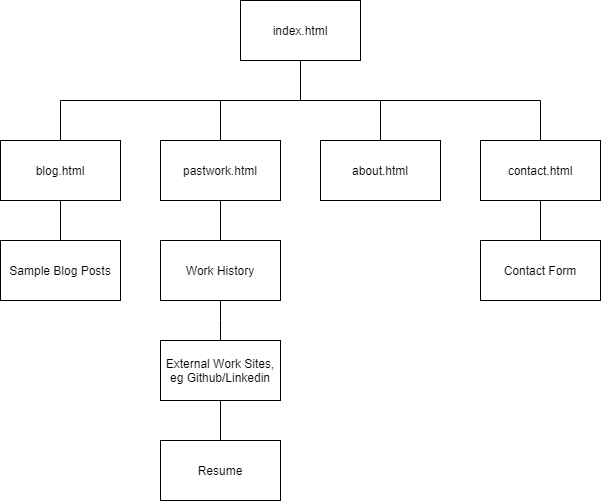 index.html
blog.html
pastwork.html
about.html
contact.html
Sample Blog Posts
Work History
Contact Form
External Work Sites,
eg Github/Linkedin
Resume